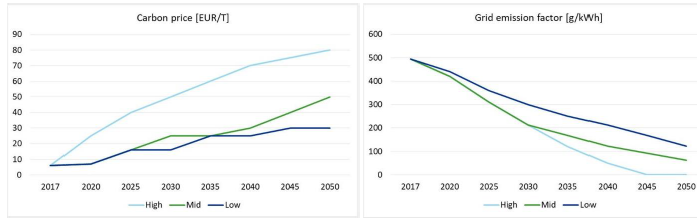 Carbon price [EUR/T]
90
80
70
60
50
40
30
20
10
0
2017 2020 2025 2030 2035 2040 2045 2050
High Mid Low
Grid emission factor [g/kWh]
600
500
400
300
200
100
0
2017 2020 2025 2030 2035 2040 2045 2050
High Mid Low